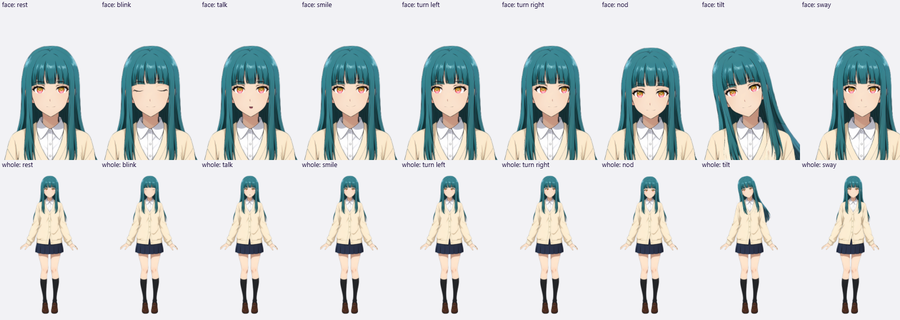 face: rest
face: blink
face: talk
face: smile
face: turn left
face: turn right
face: nod
face: tilt
face: sway
whole: rest
whole: blink
whole: talk
whole: smile
whole: turn left
whole: turn right
whole: nod
whole: tilt
whole: sway